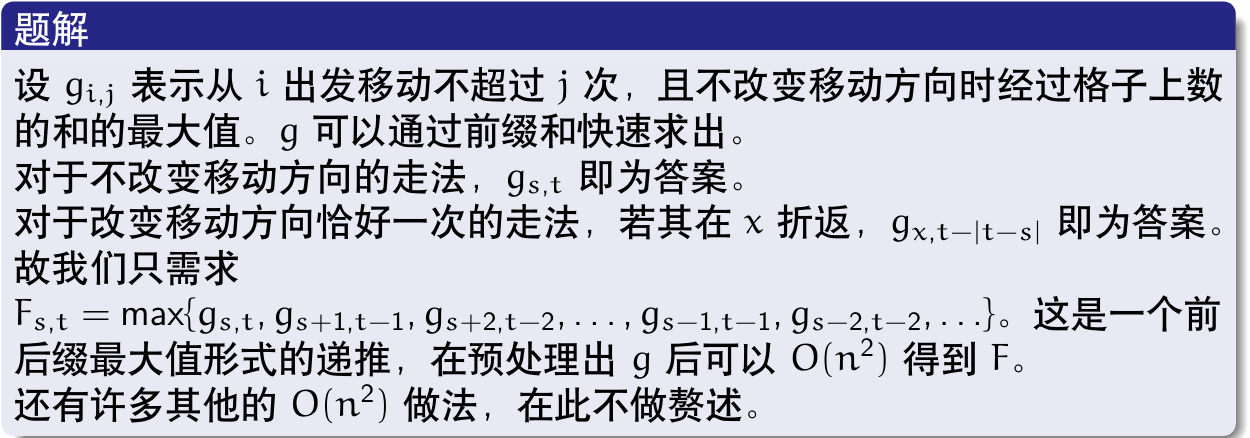 题解
设 g_{i,j} 表示从 i 出发移动不超过 j 次，且不改变移动方向时经过格子上数
的和的最大值。g 可以通过前缀和快速求出。
对于不改变移动方向的走法，g_{s,t} 即为答案。
对于改变移动方向恰好一次的走法，若其在 x 折返，g_{x,t−|t−s|} 即为答案。
故我们只需求
F_{s,t} = max{g_{s,t}, g_{s+1,t−1}, g_{s+2,t−2}, . . . , g_{s−1,t−1}, g_{s−2,t−2}, . . .}。这是一个前
后缀最大值形式的递推，在预处理出 g 后可以 O(n²) 得到 F。
还有许多其他的 O(n²) 做法，在此不做赘述。